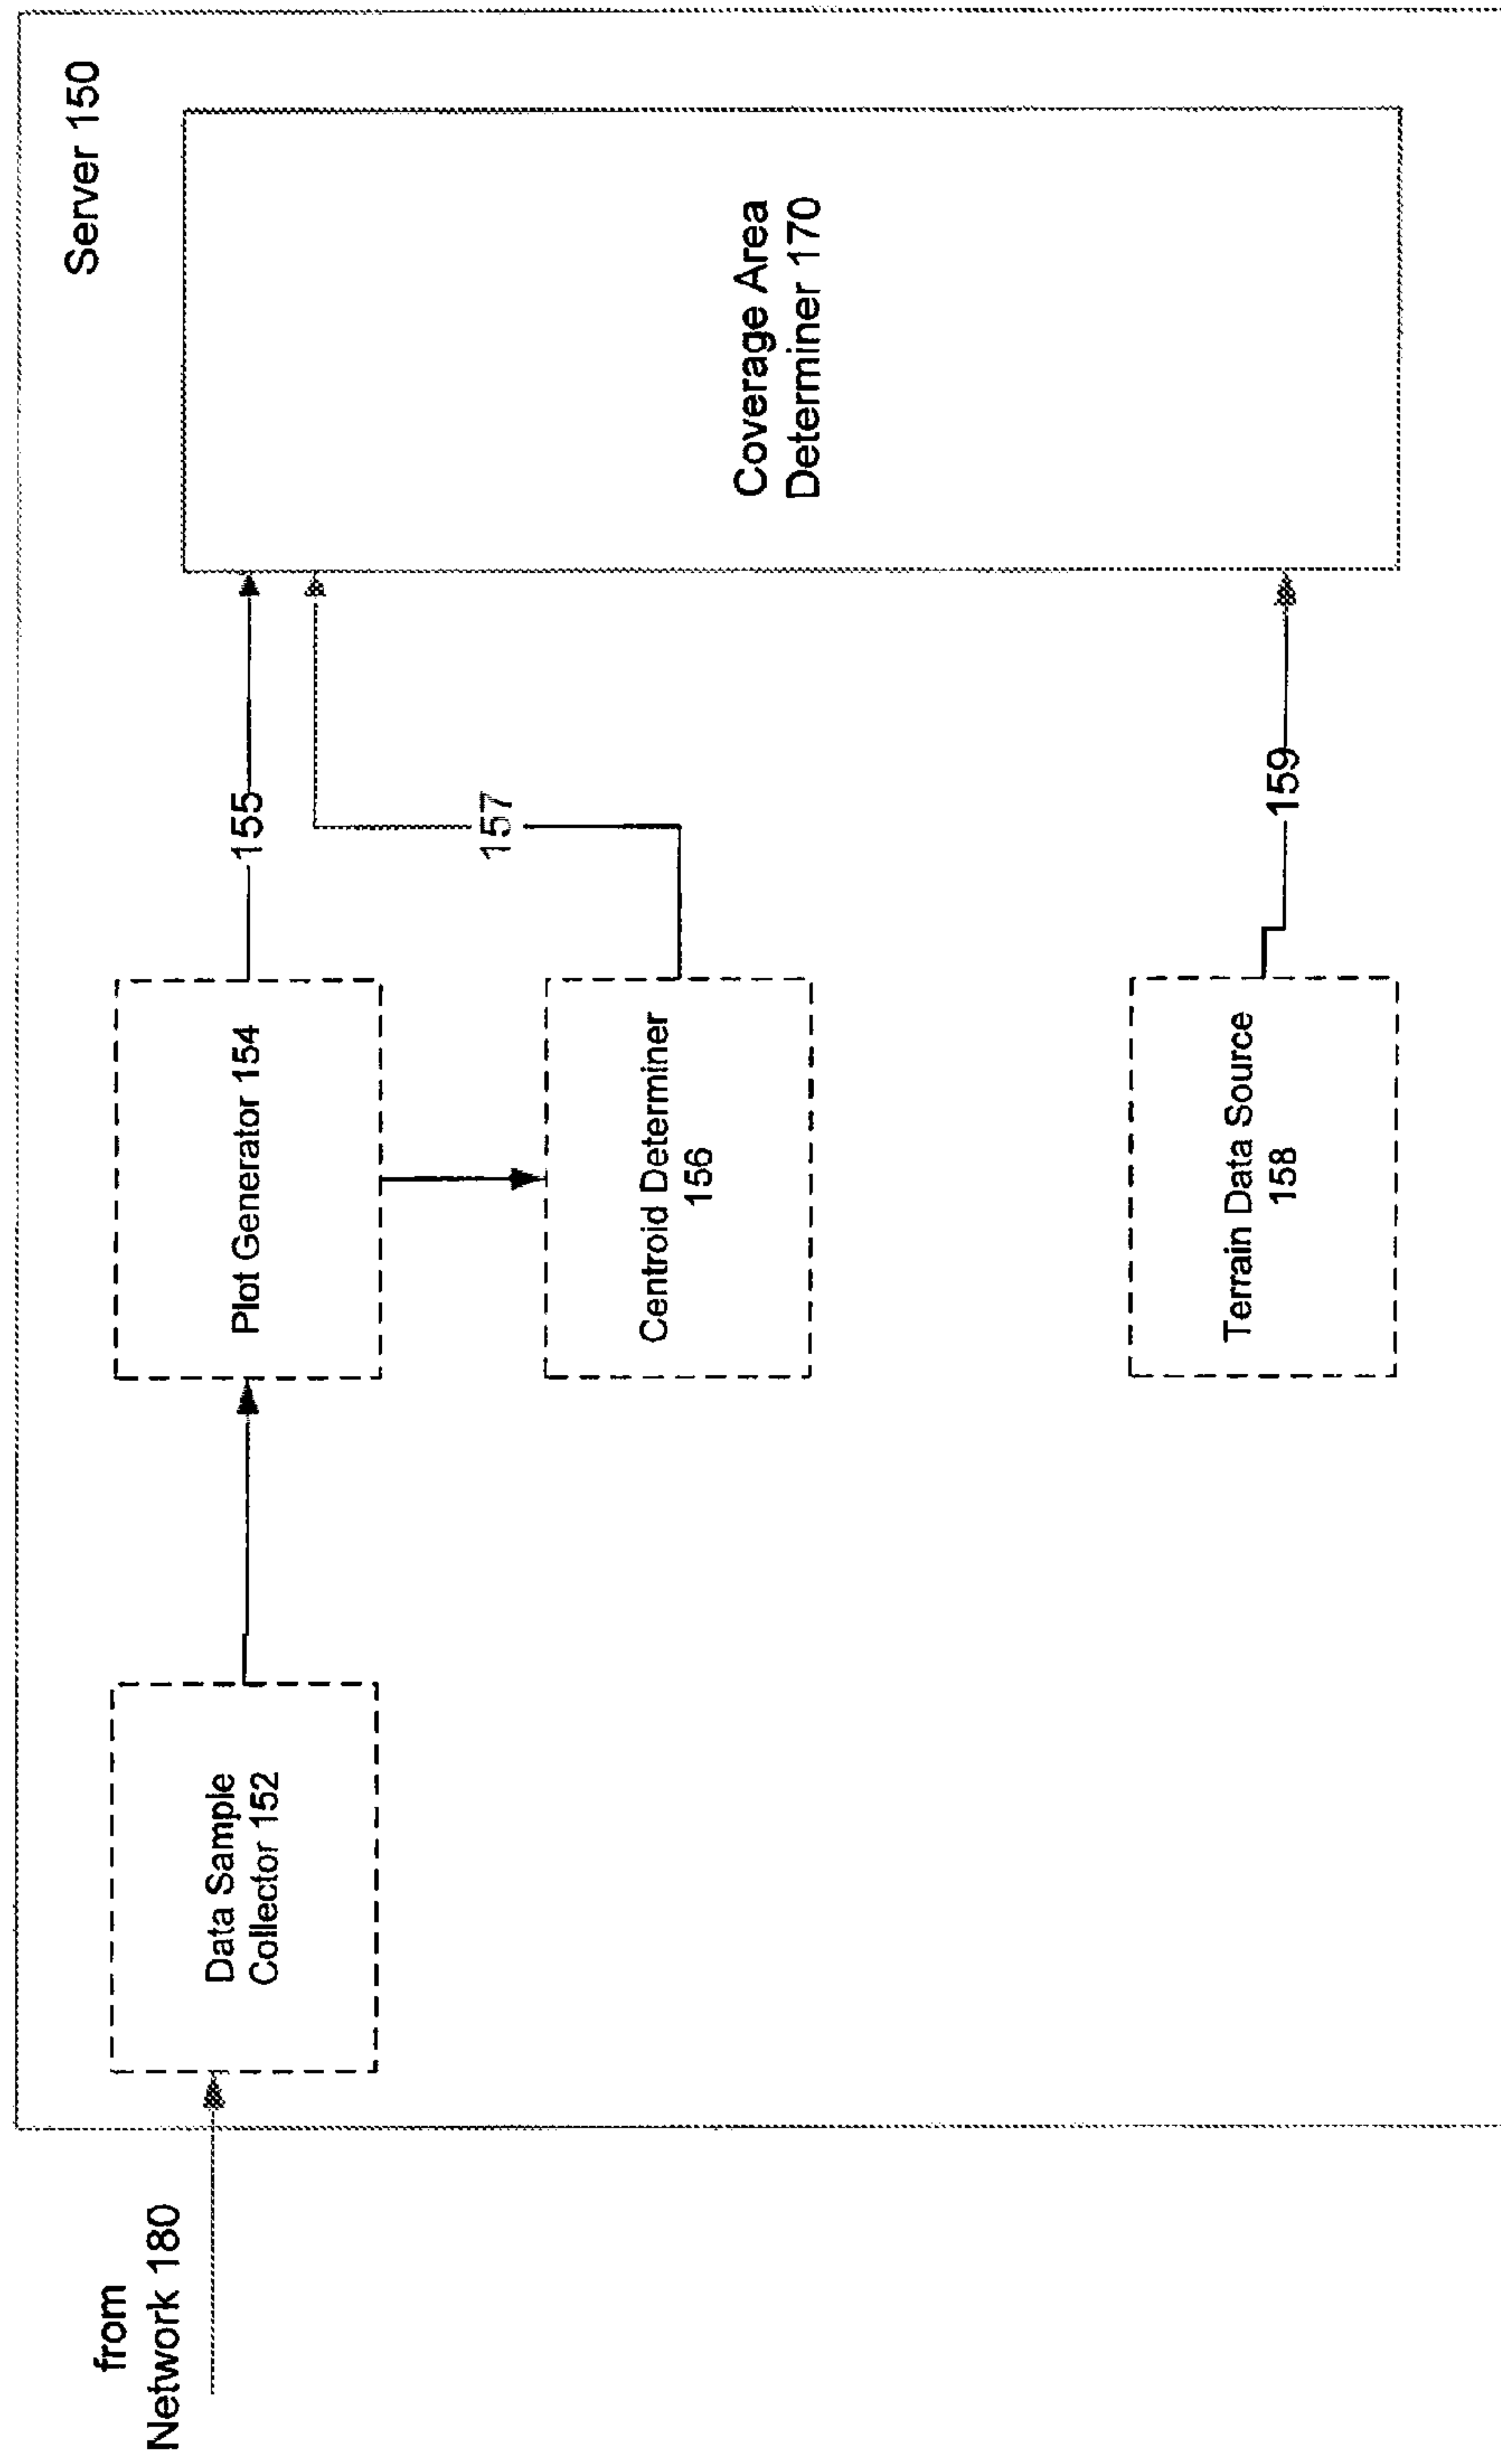 Server 150
from
Network 180
Data Sample
Collector 152
Plot Generator 154
155
Centroid Determiner
156
157
Terrain Data Source
158
159
Coverage Area
Determiner 170